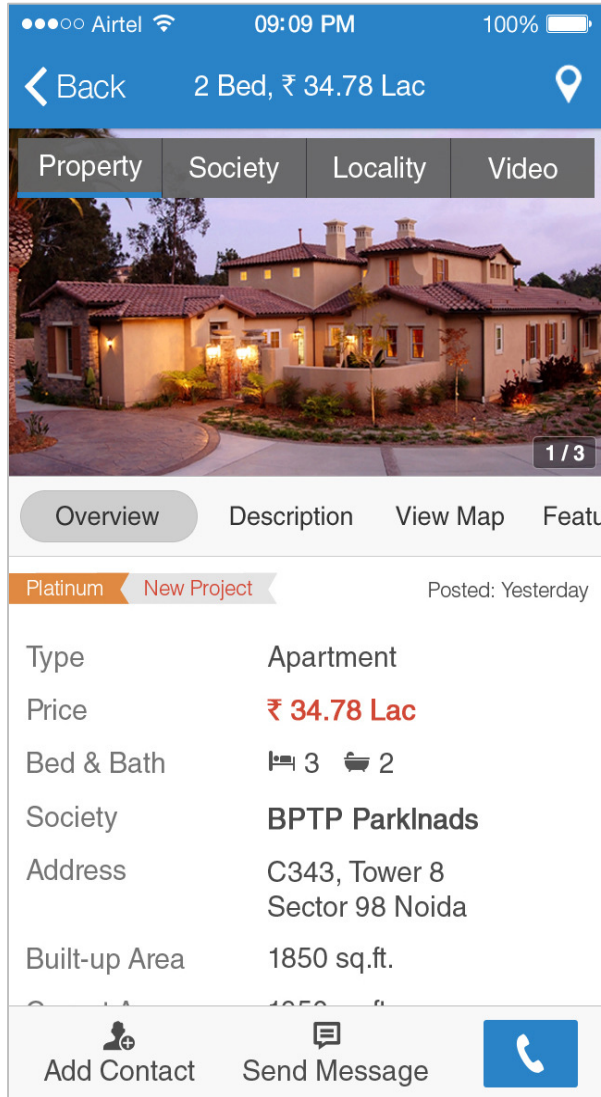 Airtel 09:09 PM 100%
Back 2 Bed, ₹ 34.78 Lac
Property Society Locality Video
1 / 3
Overview Description View Map Featu
Platinum New Project Posted: Yesterday
Type Apartment
Price ₹ 34.78 Lac
Bed & Bath 3 2
Society BPTP Parklnads
Address C343, Tower 8
Sector 98 Noida
Built-up Area 1850 sq.ft.
Add Contact Send Message